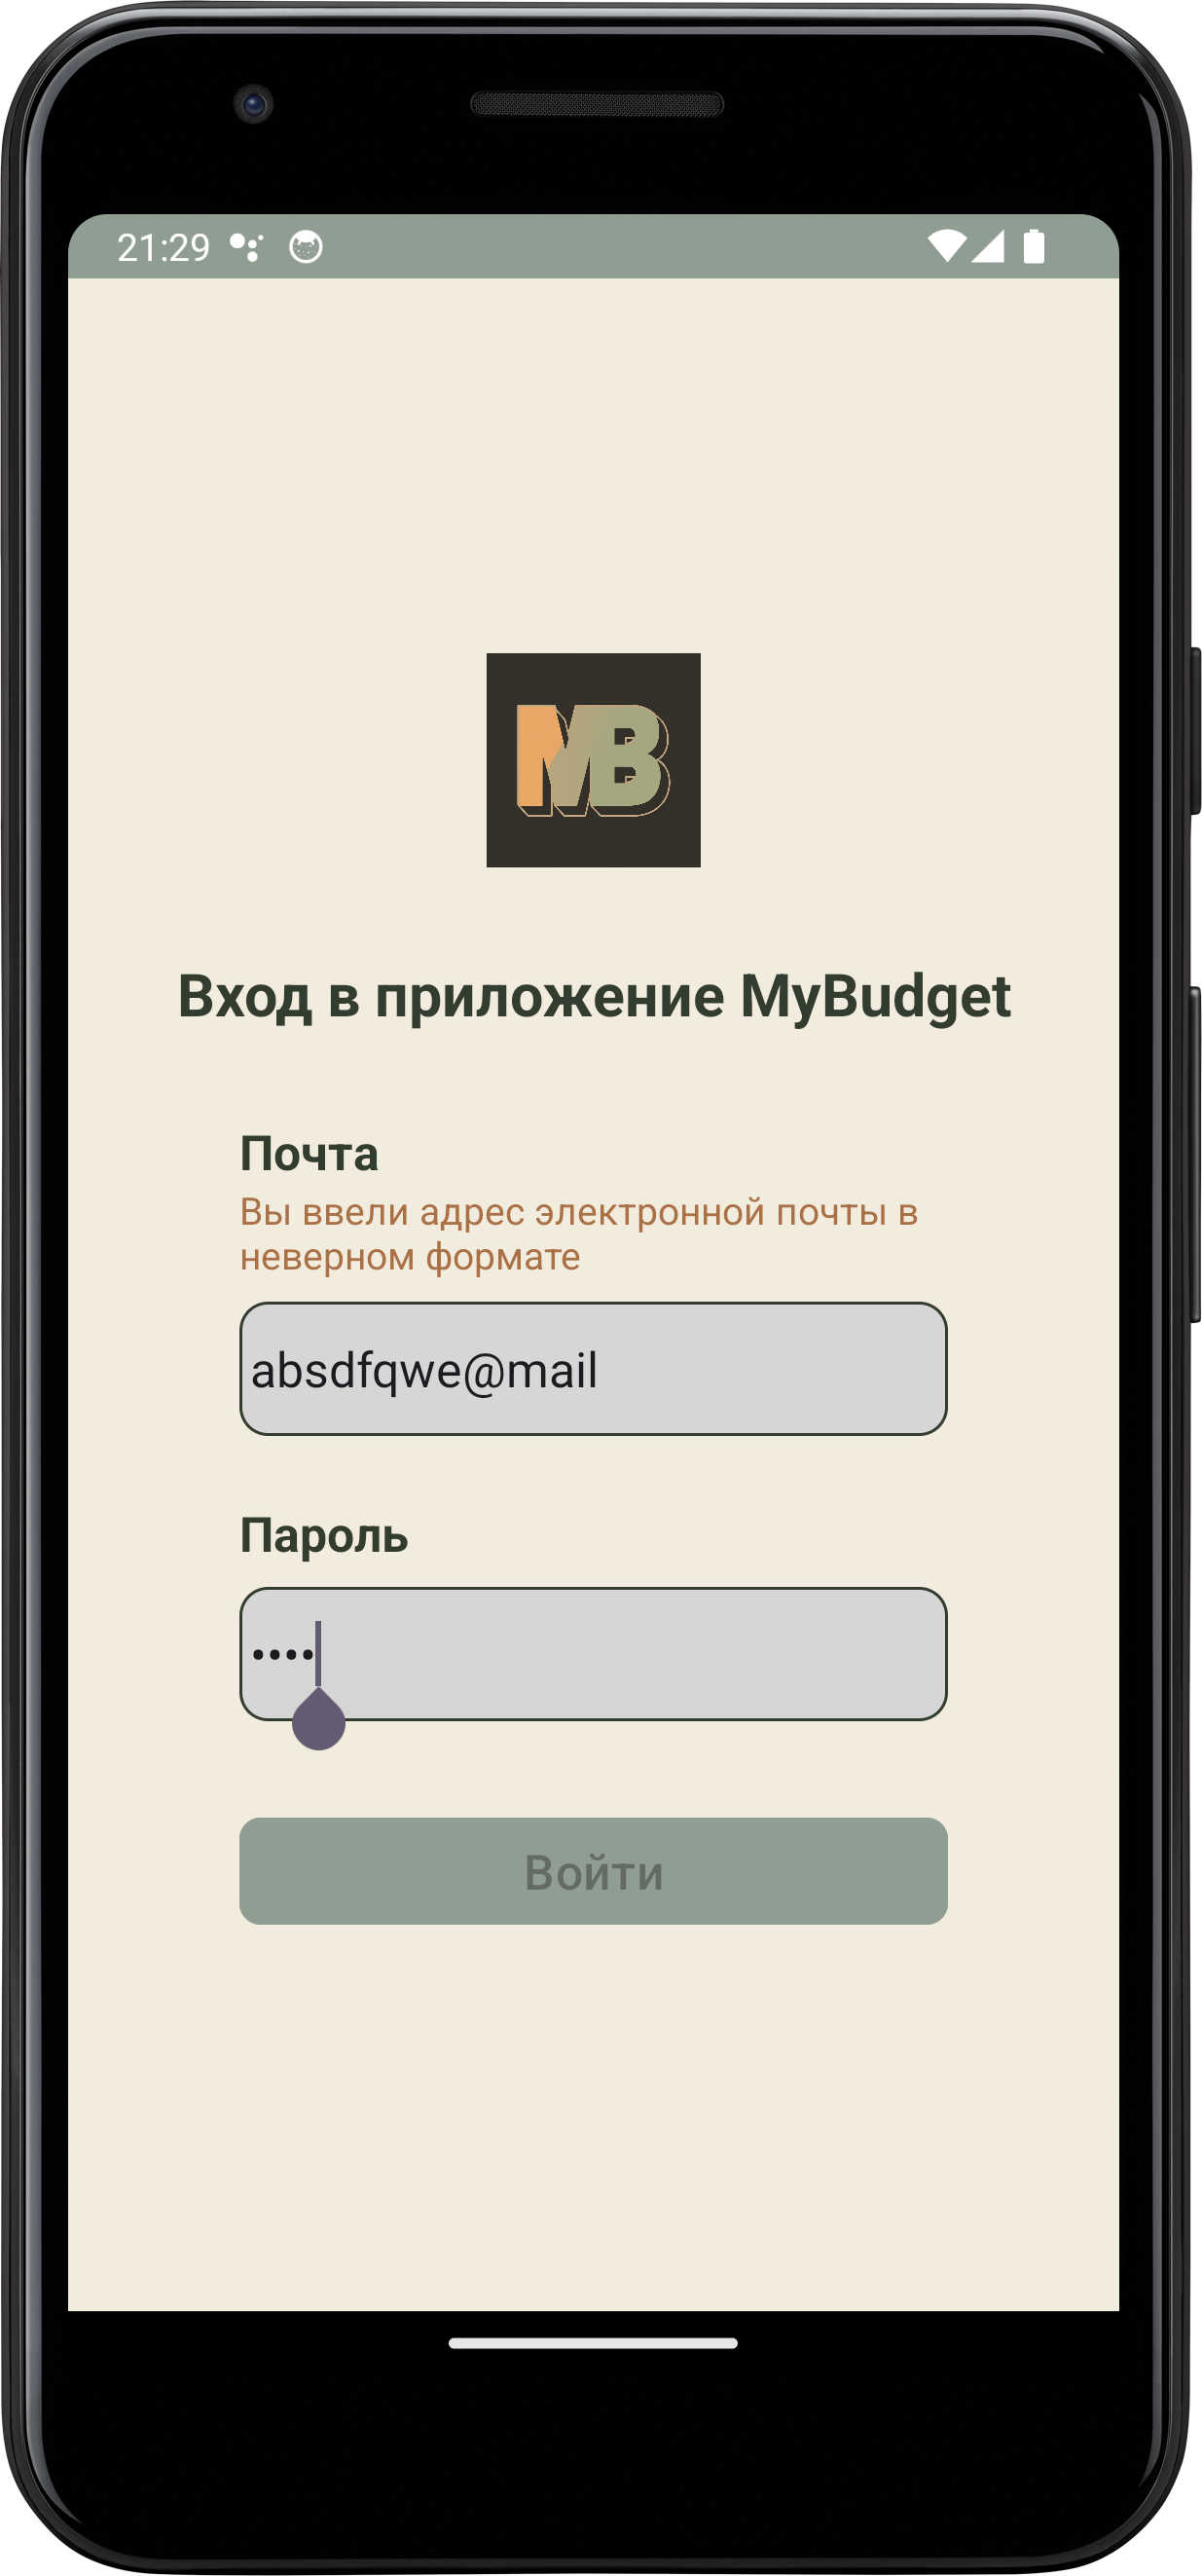 21:29
MB
Вход в приложение MyBudget
Почта
Вы ввели адрес электронной почты в
неверном формате
absdfqwe@mail
Пароль
••••
Войти